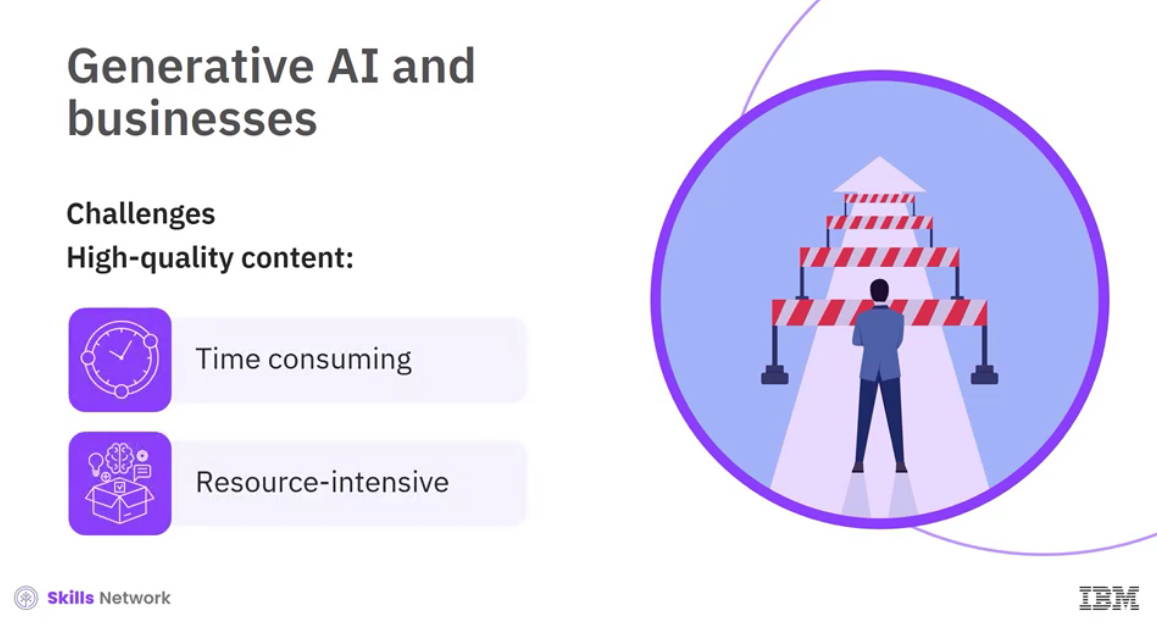 Generative AI and
businesses
Challenges
High-quality content:
Time consuming
Resource-intensive
Skills Network
IBM